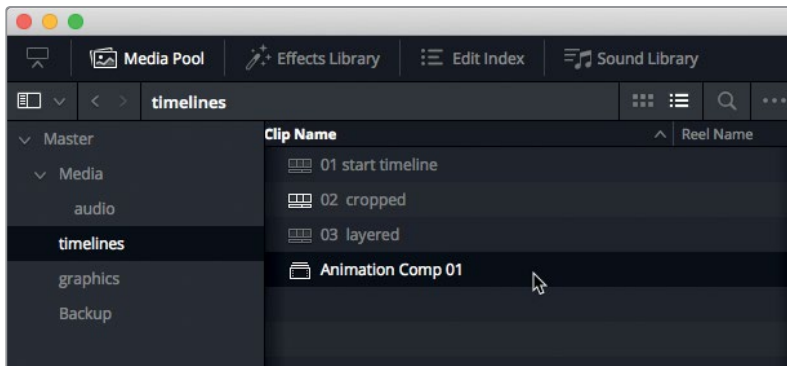 Media Pool Effects Library Edit Index Sound Library
timelines
Master
Media
audio
timelines
graphics
Backup
Clip Name Reel Name
01 start timeline
02 cropped
03 layered
Animation Comp 01